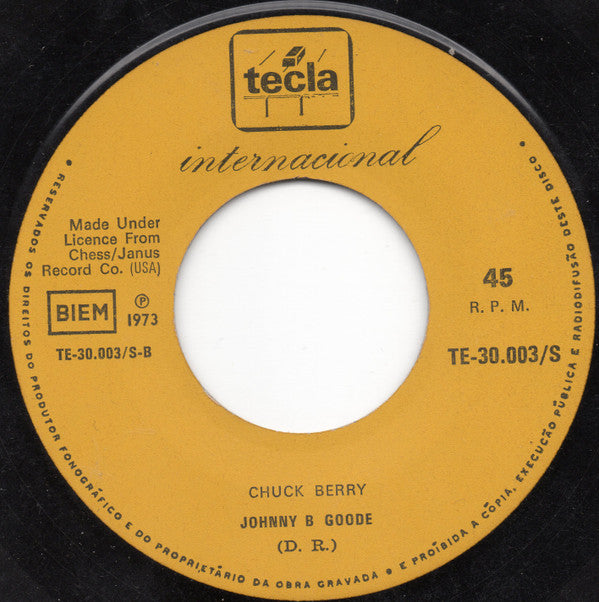 tecla
internacional
Made Under
Licence From
Chess/Janus
Record Co. (USA)
BIEM
Ⓟ
1973
TE-30.003/S-B
45
R. P. M.
TE-30.003/S
CHUCK BERRY
JOHNNY B GOODE
(D. R.)
• RESERVADOS OS DIREITOS DO PRODUTOR FONOGRÁFICO E DO PROPRIETÁRIO DA OBRA GRAVADA • É PROÍBIDA A CÓPIA, EXECUÇÃO PÚBLICA E RADIODIFUSÃO DESTE DISCO •